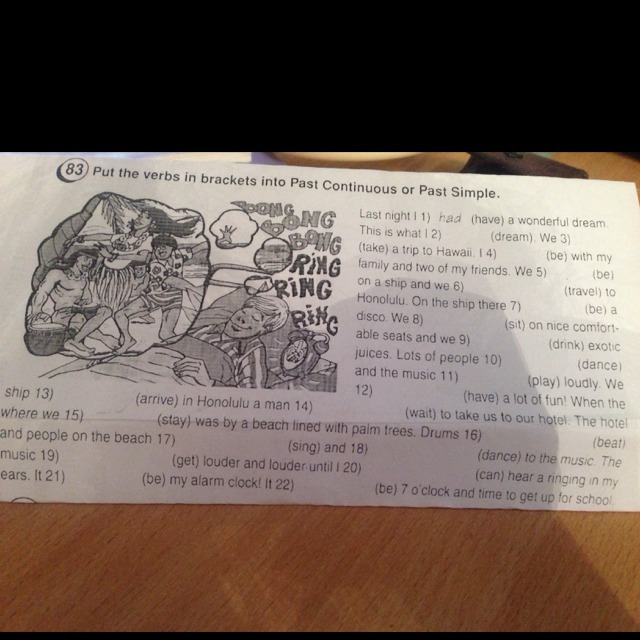 83 Put the verbs in brackets into Past Continuous or Past Simple.
BONG
BONG
BONG
RING
RING
RING
Last night I 1) had (have) a wonderful dream.
This is what I 2) (dream). We 3)
(take) a trip to Hawaii. I 4) (be) with my
family and two of my friends. We 5) (be)
on a ship and we 6) (travel) to
Honolulu. On the ship there 7) (be) a
disco. We 8) (sit) on nice comfort-
able seats and we 9) (drink) exotic
juices. Lots of people 10) (dance)
and the music 11) (play) loudly. We
12) (have) a lot of fun! When the
ship 13) (arrive) in Honolulu a man 14) (wait) to take us to our hotel. The hotel
where we 15) (stay) was by a beach lined with palm trees. Drums 16) (beat)
and people on the beach 17) (sing) and 18) (dance) to the music. The
music 19) (get) louder and louder until I 20) (can) hear a ringing in my
ears. It 21) (be) my alarm clock! It 22) (be) 7 o'clock and time to get up for school.